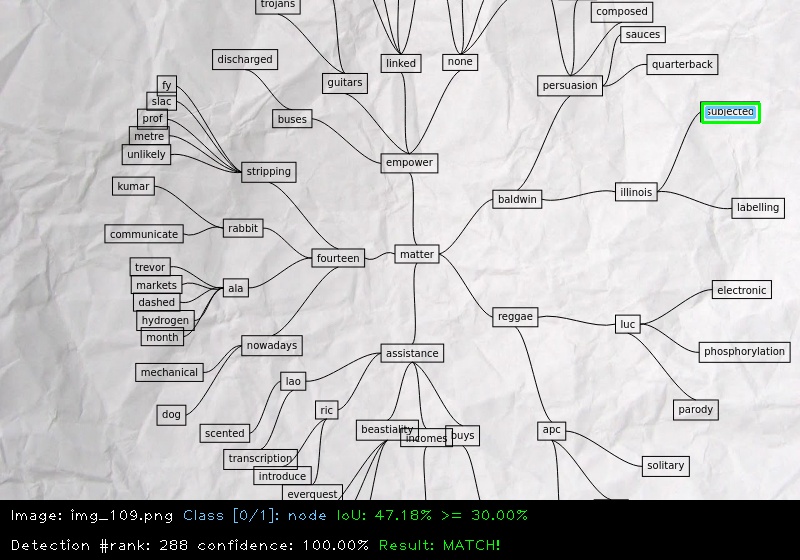 trojans
composed
sauces
discharged
linked
none
quarterback
guitars
persuasion
fy
slac
subjected
prof
buses
metre
unlikely
empower
stripping
kumar
illinois
baldwin
labelling
rabbit
communicate
matter
fourteen
trevor
markets
ala
electronic
dashed
hydrogen
reggae
luc
month
nowadays
assistance
phosphorylation
mechanical
lao
ric
parody
dog
scented
beastiality
incomes
buys
apc
transcription
solitary
introduce
everquest
Image: img_109.png Class [0/1]: node IoU: 47.18% >= 30.00%
Detection #rank: 288 confidence: 100.00% Result: MATCH!